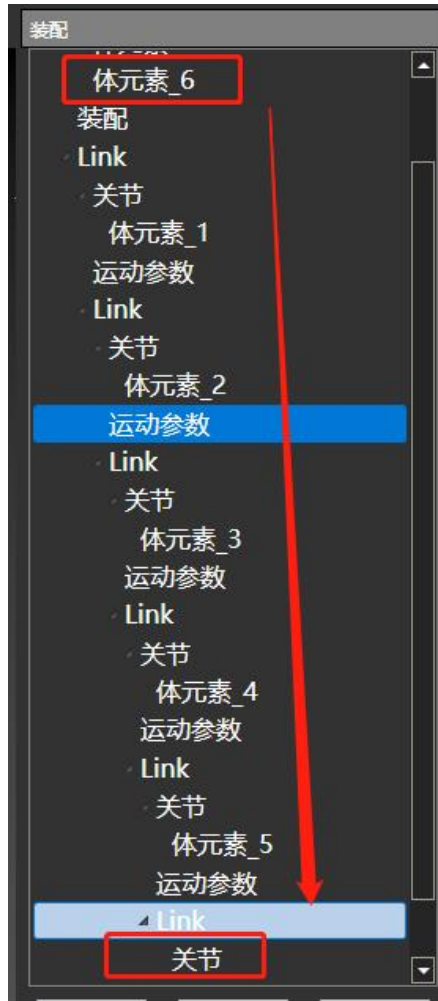 装配
体元素_6
装配
Link
关节
体元素_1
运动参数
Link
关节
体元素_2
运动参数
Link
关节
体元素_3
运动参数
Link
关节
体元素_4
运动参数
Link
关节
体元素_5
运动参数
Link
关节